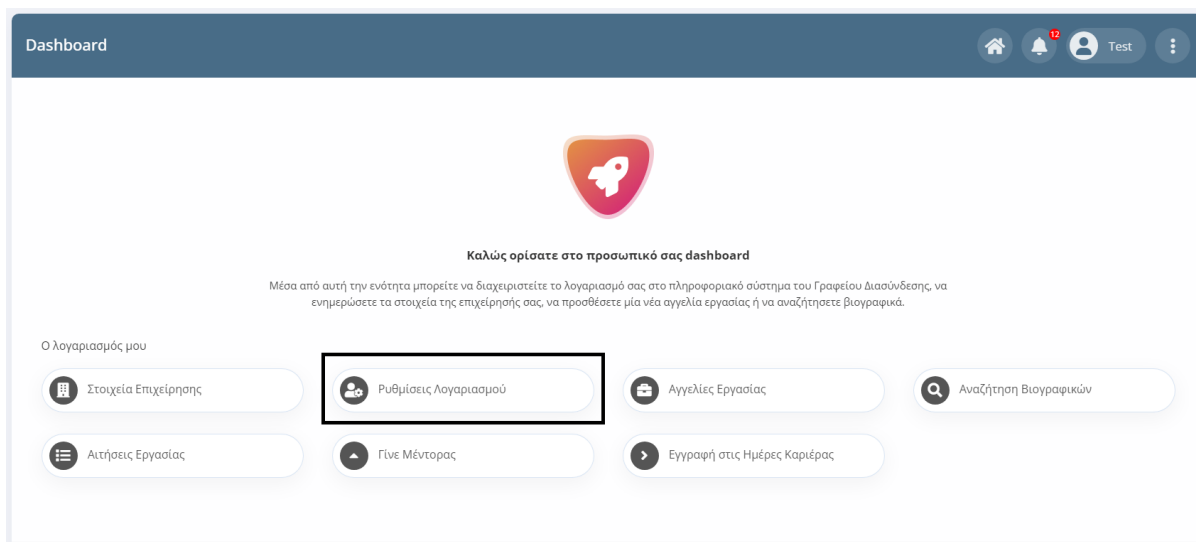 Dashboard
12
Test
Καλώς ορίσατε στο προσωπικό σας dashboard
Μέσα από αυτή την ενότητα μπορείτε να διαχειριστείτε το λογαριασμό σας στο πληροφοριακό σύστημα του Γραφείου Διασύνδεσης, να
ενημερώσετε τα στοιχεία της επιχείρησής σας, να προσθέσετε μία νέα αγγελία εργασίας ή να αναζητήσετε βιογραφικά.
Ο λογαριασμός μου
Στοιχεία Επιχείρησης
Ρυθμίσεις Λογαριασμού
Αγγελίες Εργασίας
Αναζήτηση Βιογραφικών
Αιτήσεις Εργασίας
Γίνε Μέντορας
Εγγραφή στις Ημέρες Καριέρας